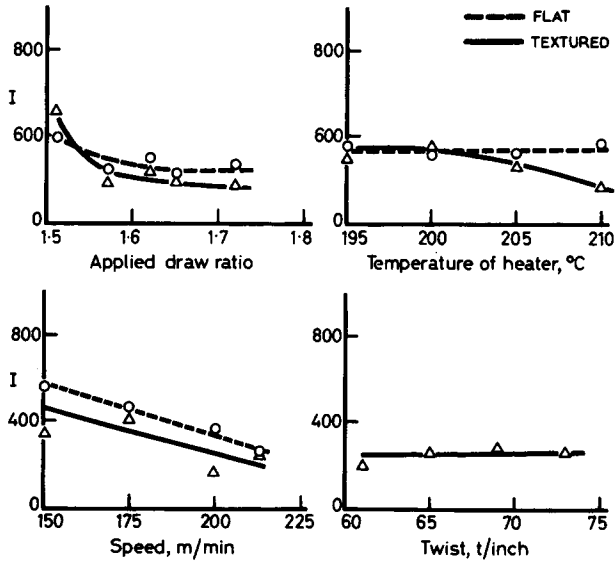 FLAT
TEXTURED
800
I
600
0
1.5 1.6 1.7 1.8
Applied draw ratio
800
600
0
195 200 205 210
Temperature of heater, °C
800
I
400
0
150 175 200 225
Speed, m/min
800
400
0
60 65 70 75
Twist, t/inch